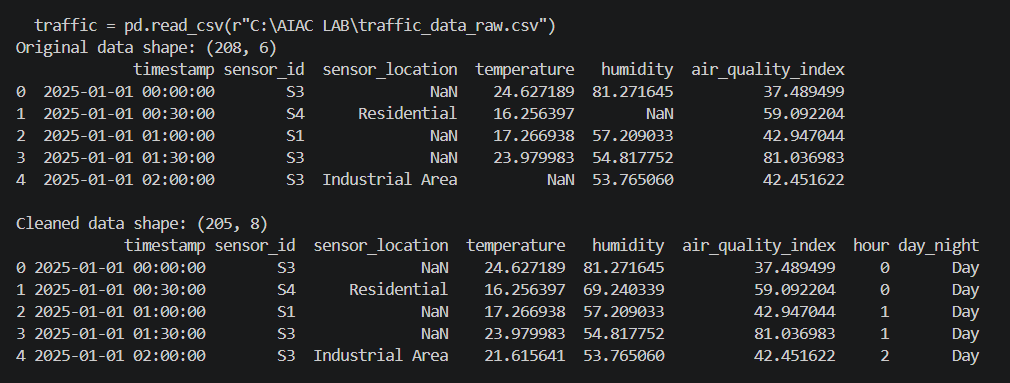 traffic = pd.read_csv(r"C:\AIAC LAB\traffic_data_raw.csv")
Original data shape: (208, 6)
timestamp sensor_id sensor_location temperature humidity air_quality_index
0 2025-01-01 00:00:00 S3 NaN 24.627189 81.271645 37.489499
1 2025-01-01 00:30:00 S4 Residential 16.256397 NaN 59.092204
2 2025-01-01 01:00:00 S1 NaN 17.266938 57.209033 42.947044
3 2025-01-01 01:30:00 S3 NaN 23.979983 54.817752 81.036983
4 2025-01-01 02:00:00 S3 Industrial Area NaN 53.765060 42.451622
Cleaned data shape: (205, 8)
timestamp sensor_id sensor_location temperature humidity air_quality_index hour day_night
0 2025-01-01 00:00:00 S3 NaN 24.627189 81.271645 37.489499 0 Day
1 2025-01-01 00:30:00 S4 Residential 16.256397 69.240339 59.092204 0 Day
2 2025-01-01 01:00:00 S1 NaN 17.266938 57.209033 42.947044 1 Day
3 2025-01-01 01:30:00 S3 NaN 23.979983 54.817752 81.036983 1 Day
4 2025-01-01 02:00:00 S3 Industrial Area 21.615641 53.765060 42.451622 2 Day